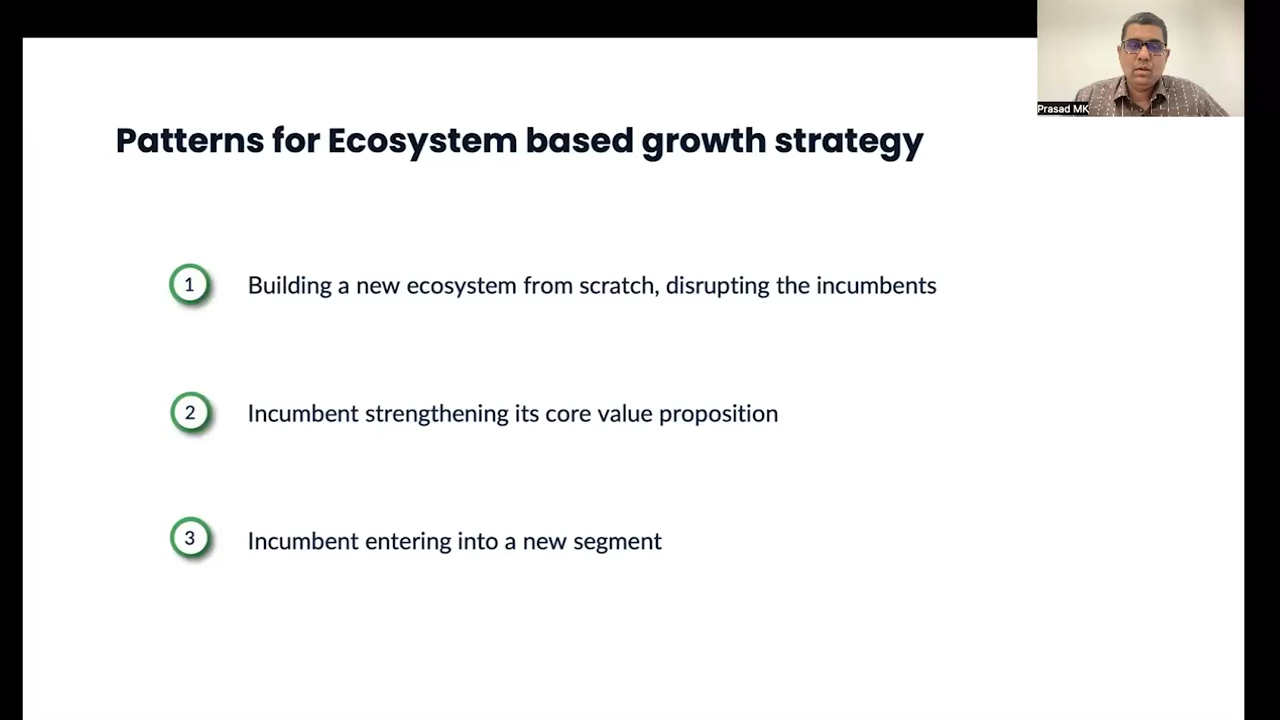 Prasad MK
Patterns for Ecosystem based growth strategy
1 Building a new ecosystem from scratch, disrupting the incumbents
2 Incumbent strengthening its core value proposition
3 Incumbent entering into a new segment